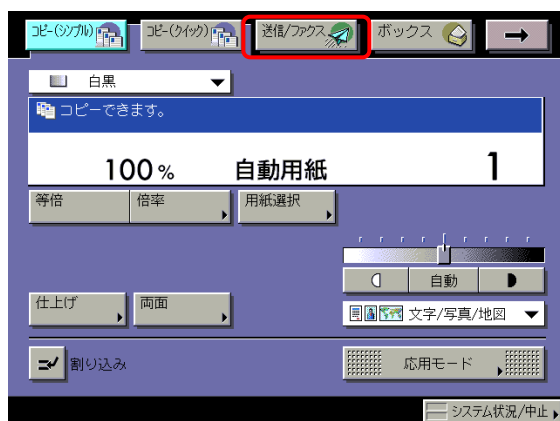 コピー(シンプル)
コピー(クイック)
送信/ファクス
ボックス
白黒
コピーできます。
100%
自動用紙
1
等倍
倍率
用紙選択
自動
仕上げ
両面
文字/写真/地図
割り込み
応用モード
システム状況/中止